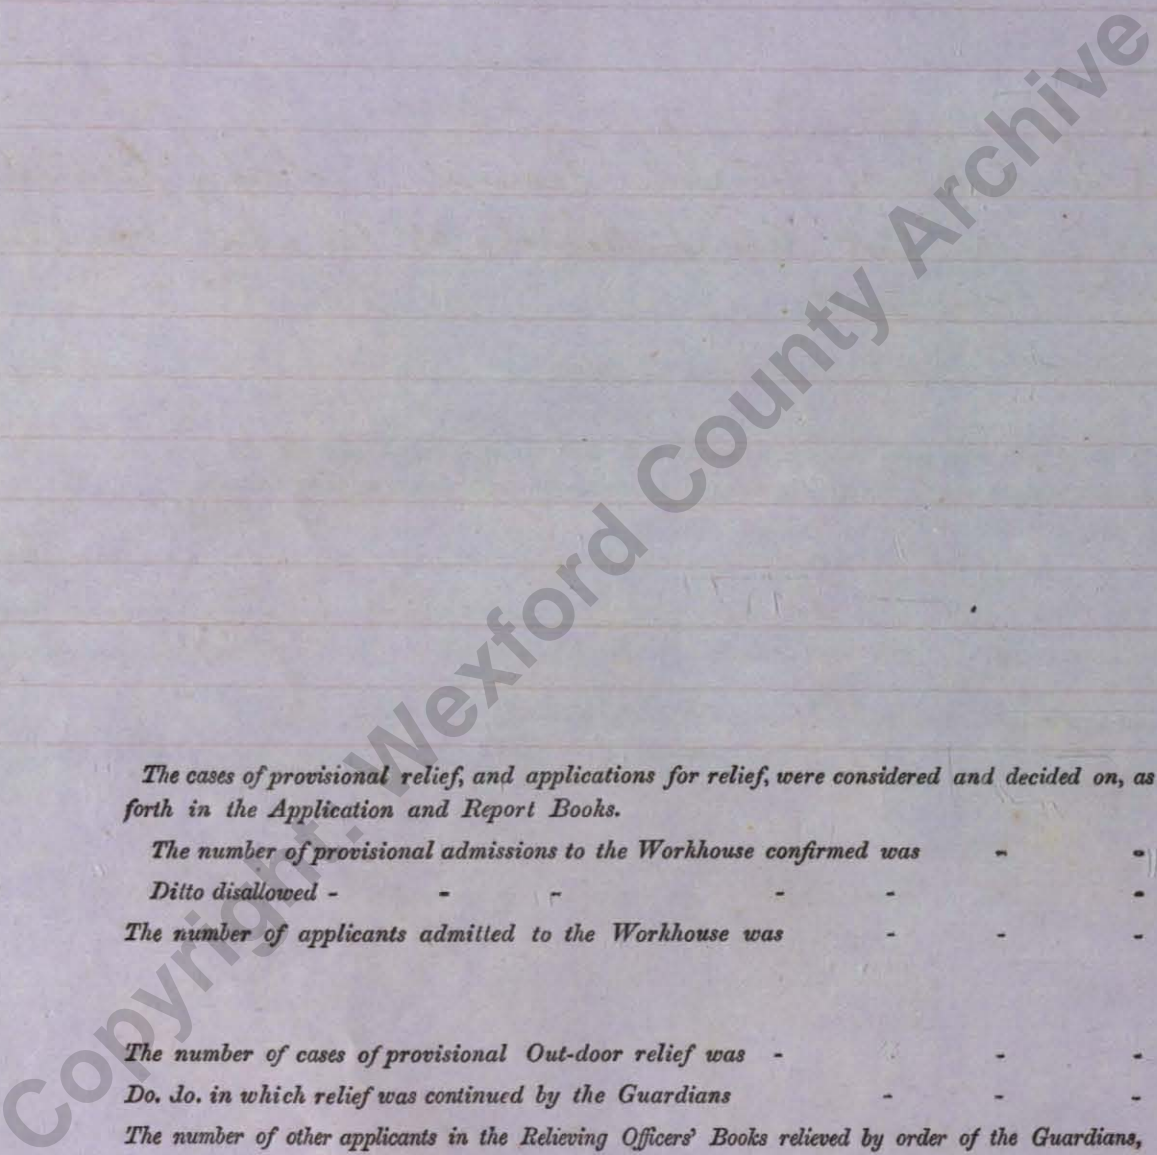 The cases of provisional relief, and applications for relief, were considered and decided on, as
forth in the Application and Report Books.
The number of provisional admissions to the Workhouse confirmed was - -
Ditto disallowed - - - - - -
The number of applicants admitted to the Workhouse was - - -
The number of cases of provisional Out-door relief was - - -
Do. do. in which relief was continued by the Guardians - - -
The number of other applicants in the Relieving Officers' Books relieved by order of the Guardians,
Copyright: Wexford County Archive